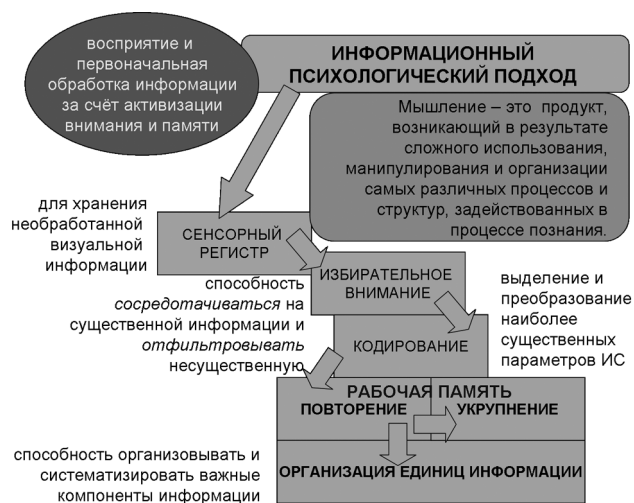 восприятие и
первоначальная
обработка информации
за счёт активизации
внимания и памяти
ИНФОРМАЦИОННЫЙ
ПСИХОЛОГИЧЕСКИЙ ПОДХОД
Мышление – это продукт,
возникающий в результате
сложного использования,
манипулирования и организации
самых различных процессов и
структур, задействованных в
процессе познания.
для хранения
необработанной
визуальной
информации
СЕНСОРНЫЙ
РЕГИСТР
ИЗБИРАТЕЛЬНОЕ
ВНИМАНИЕ
способность
сосредотачиваться на
существенной информации и
отфильтровывать
несущественную
выделение и
преобразование
наиболее
существенных
параметров ИС
КОДИРОВАНИЕ
РАБОЧАЯ ПАМЯТЬ
ПОВТОРЕНИЕ
УКРУПНЕНИЕ
ОРГАНИЗАЦИЯ ЕДИНИЦ ИНФОРМАЦИИ
способность организовывать и
систематизировать важные
компоненты информации